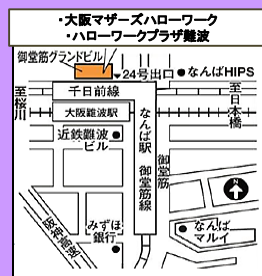 ・大阪マザーズハローワーク
・ハローワークプラザ難波
御堂筋グランドビル
24号出口
なんばHIPS
至桜川
千日前線
至日本橋
大阪難波駅
近鉄難波
ビル
なんば駅 御堂筋線
御堂筋
阪神高速
みずほ
銀行
なんば
マルイ